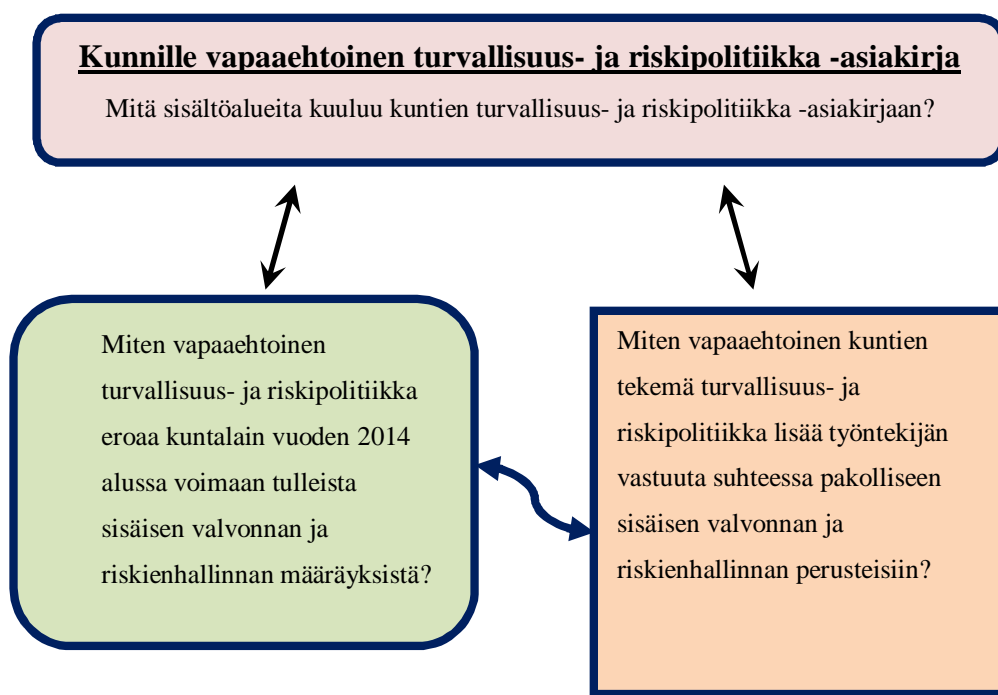 Kunnille vapaaehtoinen turvallisuus- ja riskipolitiikka -asiakirja
Mitä sisältöalueita kuuluu kuntien turvallisuus- ja riskipolitiikka -asiakirjaan?
Miten vapaaehtoinen
turvallisuus- ja riskipolitiikka
eroaa kuntalain vuoden 2014
alussa voimaan tulleista
sisäisen valvonnan ja
riskienhallinnan määräyksistä?
Miten vapaaehtoinen kuntien
tekemä turvallisuus- ja
riskipolitiikka lisää työntekijän
vastuuta suhteessa pakolliseen
sisäisen valvonnan ja
riskienhallinnan perusteisiin?